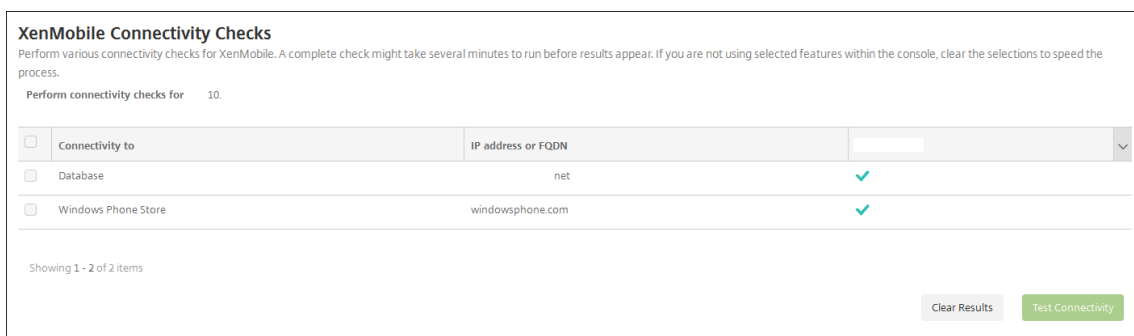 XenMobile Connectivity Checks
Perform various connectivity checks for XenMobile. A complete check might take several minutes to run before results appear. If you are not using selected features within the console, clear the selections to speed the
process.
Perform connectivity checks for 10.
Connectivity to IP address or FQDN
Database net
Windows Phone Store windowsphone.com
Showing 1 - 2 of 2 items
Clear Results Test Connectivity